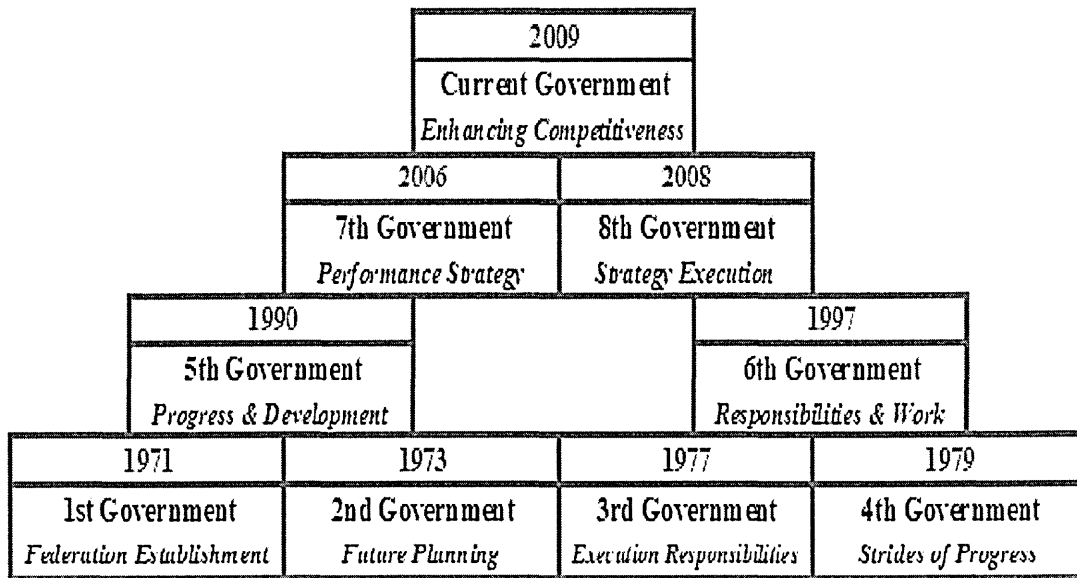 2009
Current Government
Enhancing Competitiveness
2006 2008
7th Government 8th Government
Performance Strategy Strategy Execution
1990 1997
5th Government 6th Government
Progress & Development Responsibilities & Work
1971 1973 1977 1979
1st Government 2nd Government 3rd Government 4th Government
Federation Establishment Future Planning Execution Responsibilities Strides of Progress